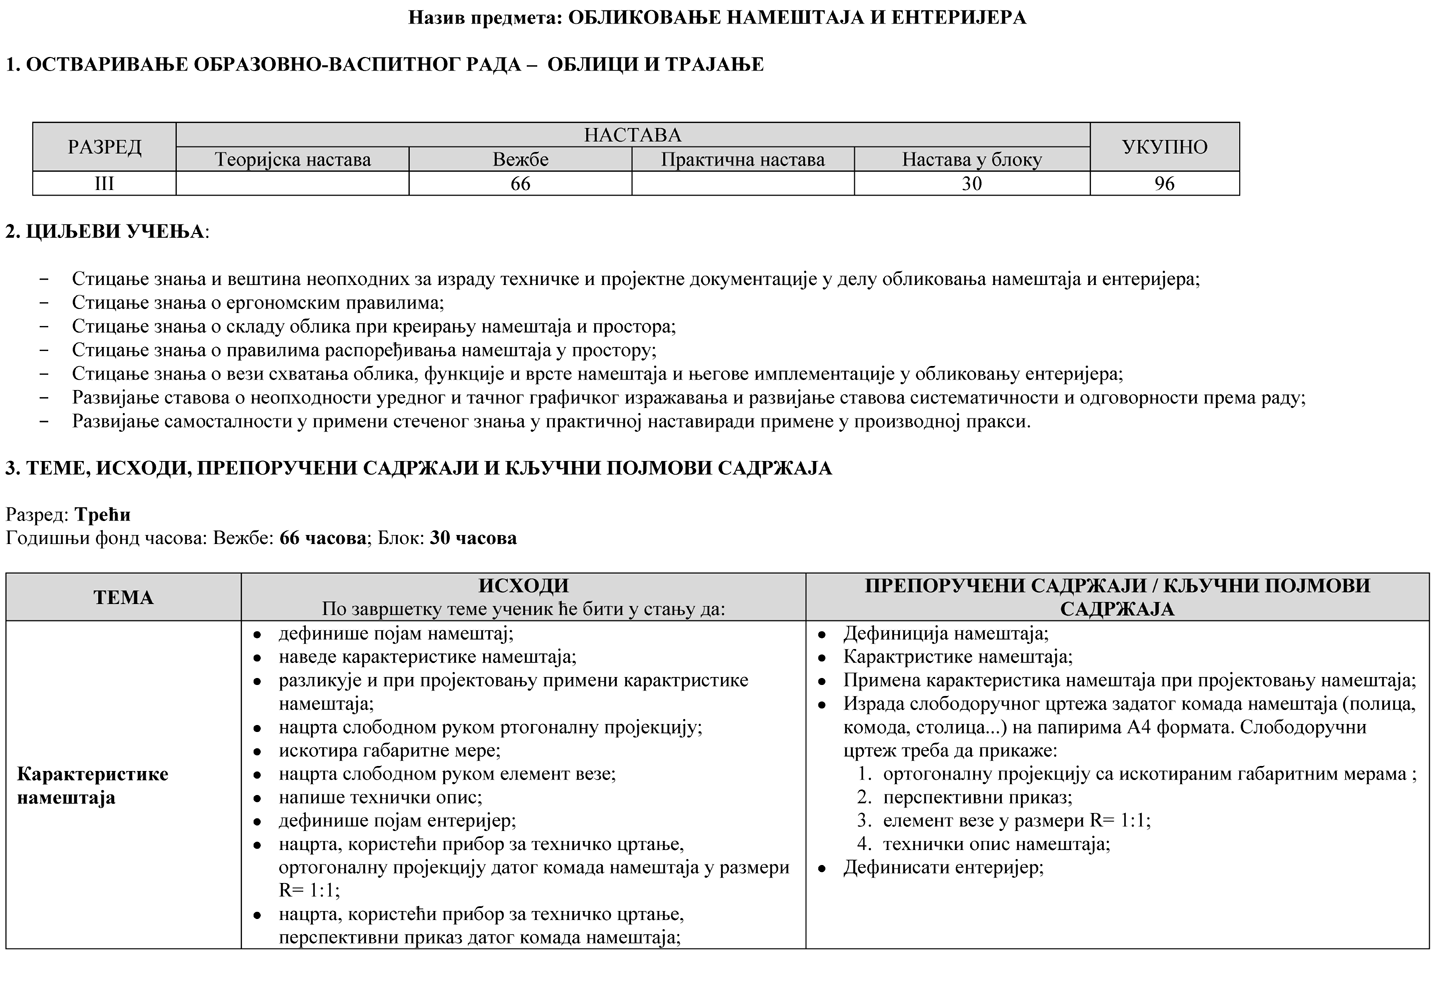 Назив предмета: ОБЛИКОВАЊЕ НАМЕШТАЈА И ЕНТЕРИЈЕРА
1. ОСТВАРИВАЊЕ ОБРАЗОВНО-ВАСПИТНОГ РАДА – ОБЛИЦИ И ТРАЈАЊЕ
РАЗРЕД НАСТАВА УКУПНО
Теоријска настава Вежбе Практична настава Настава у блоку
III 66 30 96
2. ЦИЉЕВИ УЧЕЊА:
– Стицање знања и вештина неопходних за израду техничке и пројектне документације у делу обликовања намештаја и ентеријера;
– Стицање знања о ергономским правилима;
– Стицање знања о складу облика при креирању намештаја и простора;
– Стицање знања о правилима распоређивања намештаја у простору;
– Стицање знања о вези схватања облика, функције и врсте намештаја и његове имплементације у обликовању ентеријера;
– Развијање ставова о неопходности уредног и тачног графичког изражавања и развијање ставова систематичности и одговорности према раду;
– Развијање самосталности у примени стеченог знања у практичној наставиради примене у производној пракси.
3. ТЕМЕ, ИСХОДИ, ПРЕПОРУЧЕНИ САДРЖАЈИ И КЉУЧНИ ПОЈМОВИ САДРЖАЈА
Разред: Трећи
Годишњи фонд часова: Вежбе: 66 часова; Блок: 30 часова
ТЕМА
ИСХОДИ
По завршетку теме ученик ће бити у стању да:
ПРЕПОРУЧЕНИ САДРЖАЈИ / КЉУЧНИ ПОЈМОВИ
САДРЖАЈА
Карактеристике
намештаја
• дефинише појам намештај;
• наведе карактеристике намештаја;
• разликује и при пројектовању примени карактристике
намештаја;
• нацрта слободном руком ртогоналну пројекцију;
• искотира габаритне мере;
• нацрта слободном руком елемент везе;
• напише технички опис;
• дефинише појам ентеријер;
• нацрта, користећи прибор за техничко цртање,
ортогоналну пројекцију датог комада намештаја у размери
R= 1:1;
• нацрта, користећи прибор за техничко цртање,
перспективни приказ датог комада намештаја;
• Дефиниција намештаја;
• Карактристике намештаја;
• Примена карактеристика намештаја при пројектовању намештаја;
• Израда слободоручног цртежа задатог комада намештаја (полица,
комода, столица...) на папирима А4 формата. Слободоручни
цртеж треба да прикаже:
1. ортогоналну пројекцију са искотираним габаритним мерама ;
2. перспективни приказ;
3. елемент везе у размери R= 1:1;
4. технички опис намештаја;
• Дефинисати ентеријер;